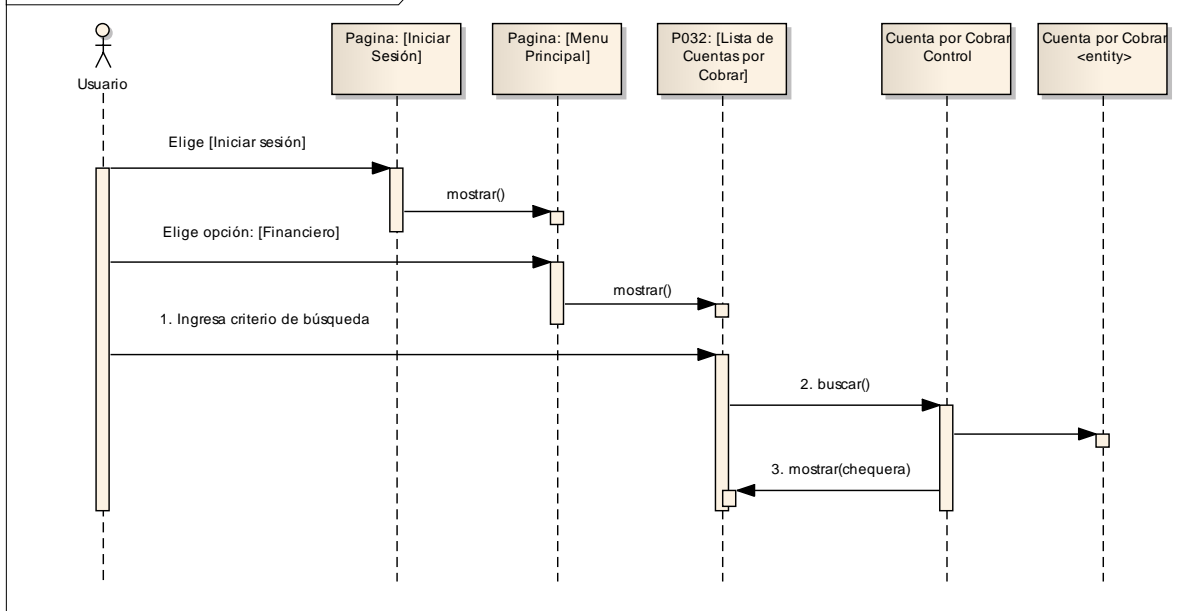 Usuario
Pagina: [Iniciar
Sesión]
Pagina: [Menu
Principal]
P032: [Lista de
Cuentas por
Cobrar]
Cuenta por Cobrar
Control
Cuenta por Cobrar
<entity>
Elige [Iniciar sesión]
mostrar()
Elige opción: [Financiero]
mostrar()
1. Ingresa criterio de búsqueda
2. buscar()
3. mostrar(chequera)